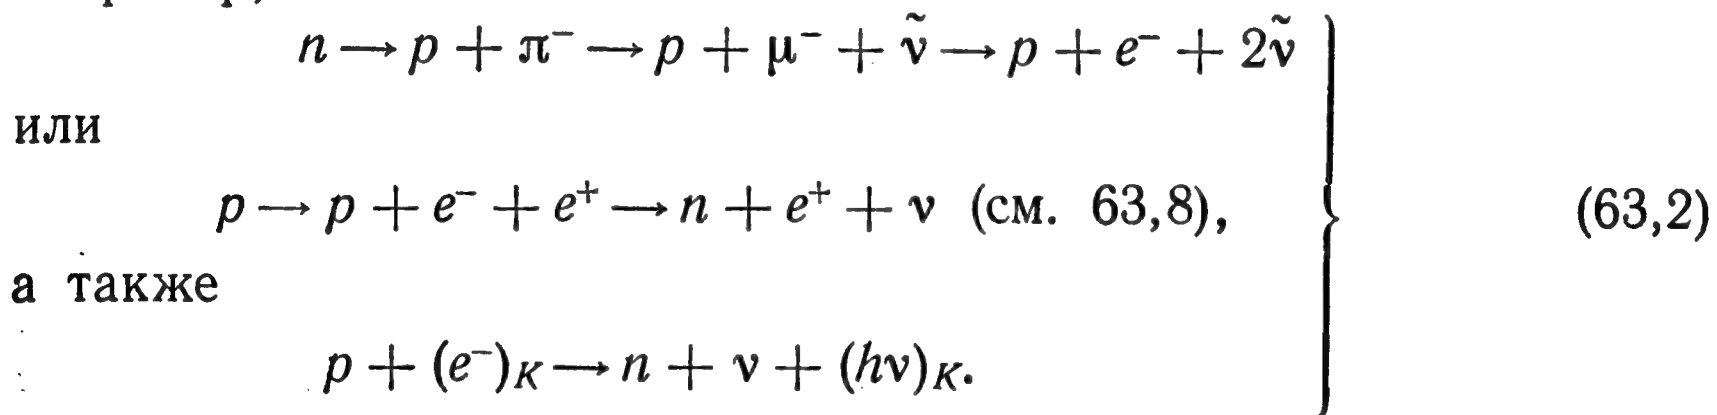 n → p + π⁻ → p + μ⁻ + ν̃ → p + e⁻ + 2ν̃
или
p → p + e⁻ + e⁺ → n + e⁺ + ν (см. 63,8), (63,2)
а также
p + (e⁻)_K → n + ν + (hν)_K.